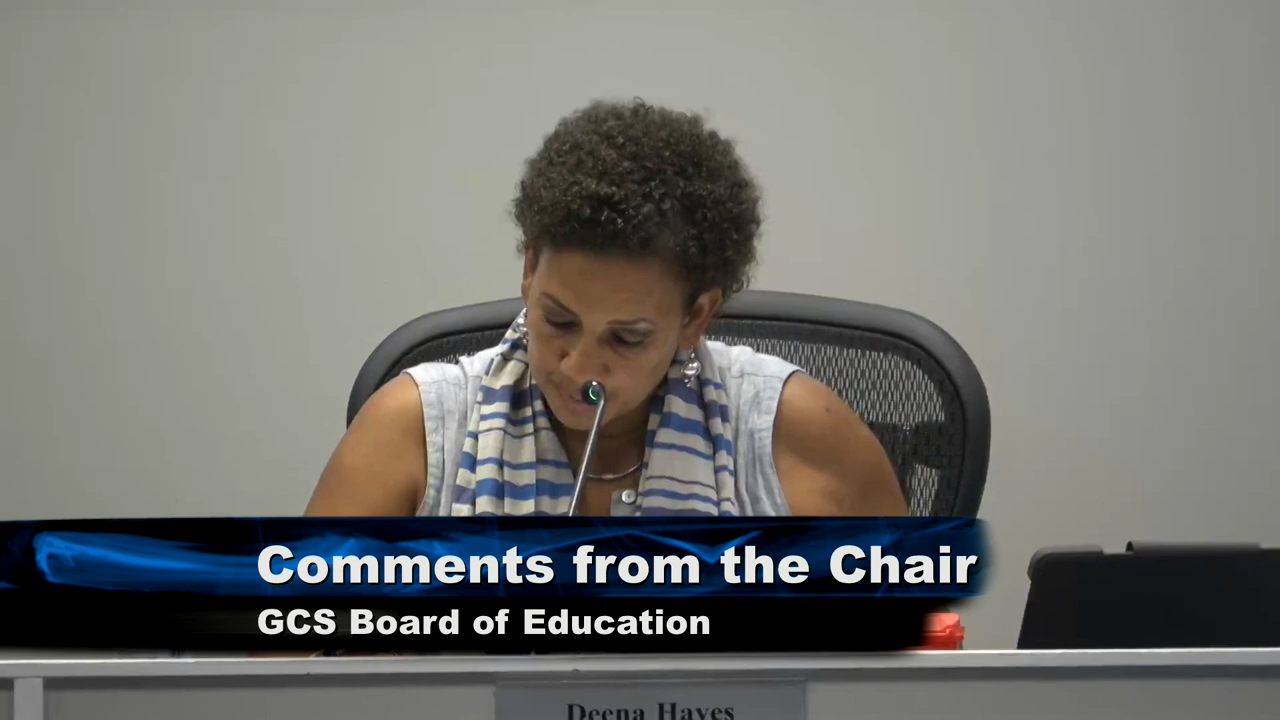 Comments from the Chair
GCS Board of Education
Deena Hayes